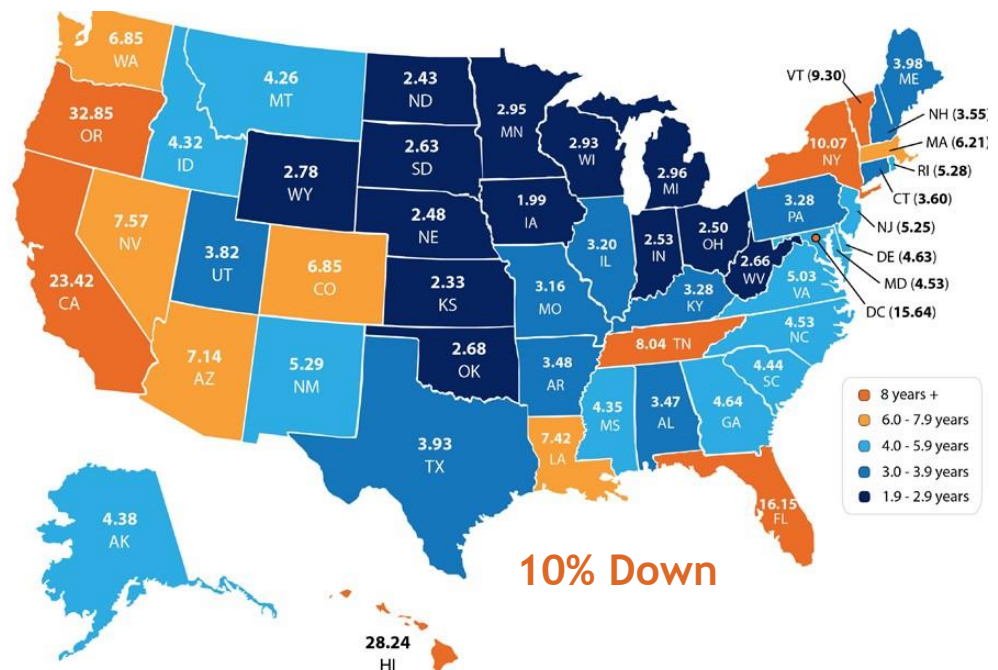 6.85
WA
32.85
OR
23.42
CA
7.57
NV
4.32
ID
4.26
MT
2.78
WY
3.82
UT
6.85
CO
7.14
AZ
5.29
NM
2.43
ND
2.63
SD
2.48
NE
2.33
KS
2.68
OK
3.93
TX
2.95
MN
1.99
IA
3.16
MO
3.48
AR
7.42
LA
2.93
WI
3.20
IL
2.96
MI
2.53
IN
2.50
OH
3.28
KY
8.04 TN
4.35
MS
3.47
AL
4.64
GA
16.15
FL
4.44
SC
4.53
NC
5.03
VA
2.66
WV
3.28
PA
10.07
NY
3.98
ME
VT (9.30)
NH (3.55)
MA (6.21)
RI (5.28)
CT (3.60)
NJ (5.25)
DE (4.63)
MD (4.53)
DC (15.64)
8 years +
6.0 - 7.9 years
4.0 - 5.9 years
3.0 - 3.9 years
1.9 - 2.9 years
4.38
AK
28.24
HI
10% Down